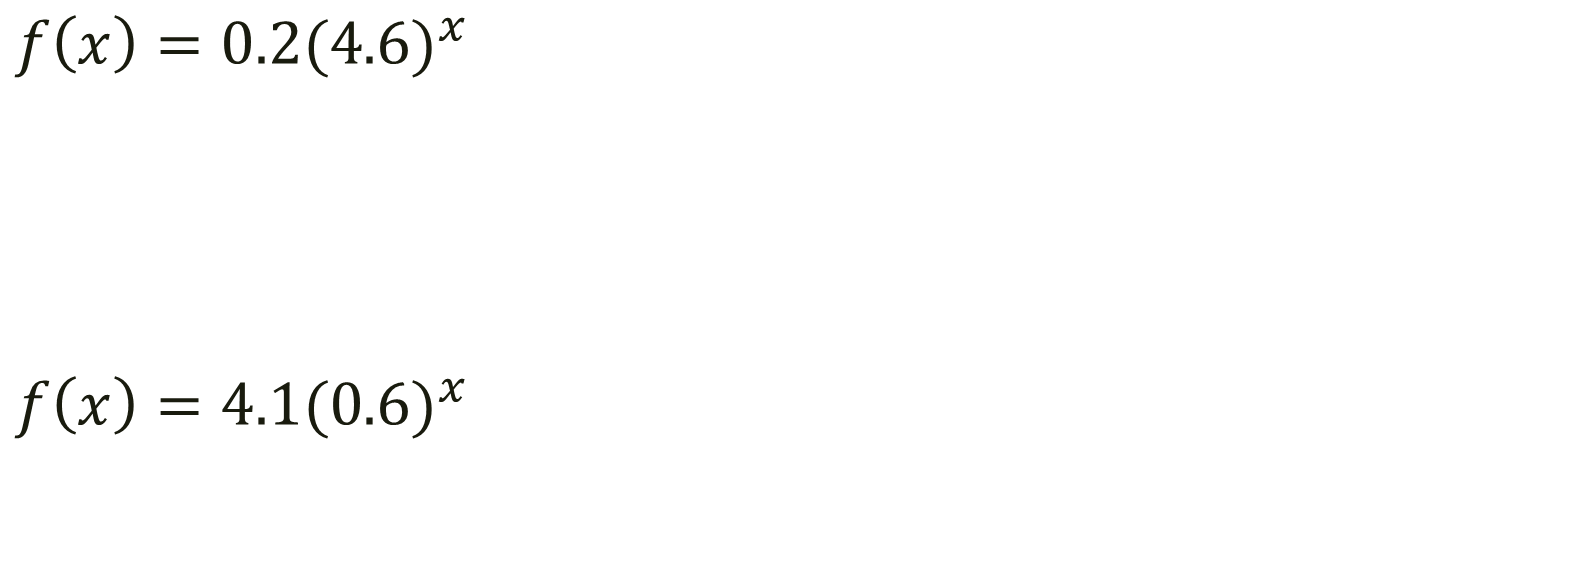 f(x) = 0.2(4.6)^x
f(x) = 4.1(0.6)^x